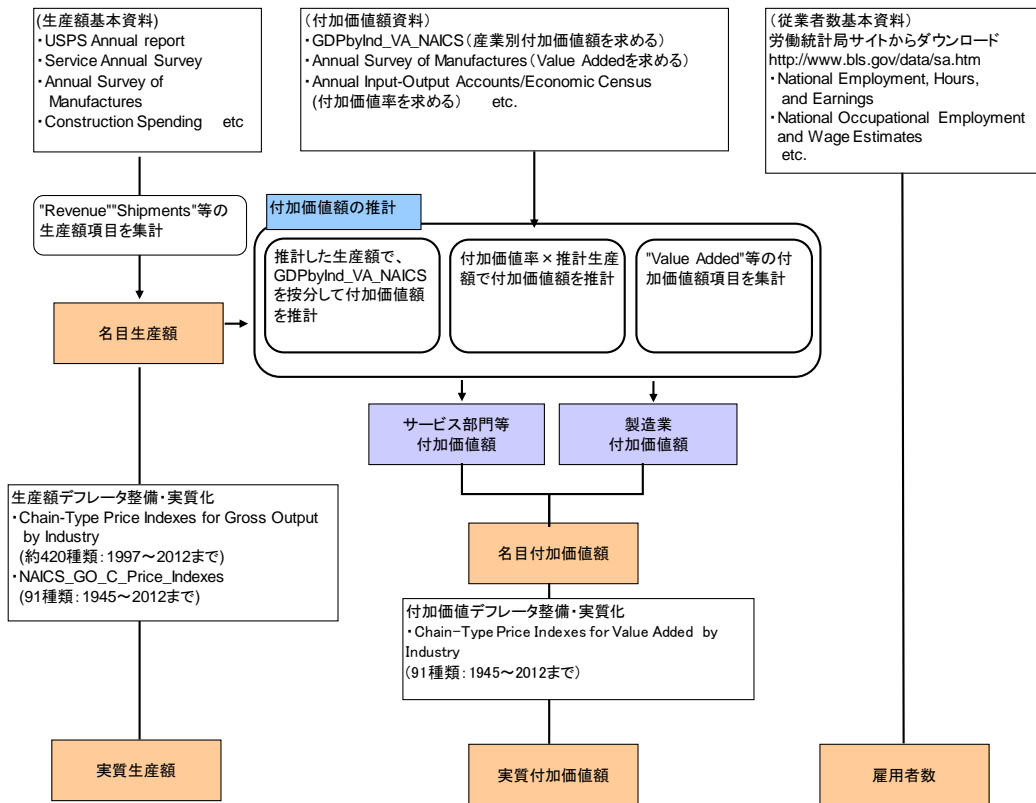 (生産額基本資料)
・USPS Annual report
・Service Annual Survey
・Annual Survey of
Manufactures
・Construction Spending etc
(付加価値額資料)
・GDPbyInd_VA_NAICS(産業別付加価値額を求める)
・Annual Survey of Manufactures(Value Addedを求める)
・Annual Input-Output Accounts/Economic Census
(付加価値率を求める) etc.
(従業者数基本資料)
労働統計局サイトからダウンロード
http://www.bls.gov/data/sa.htm
・National Employment, Hours,
and Earnings
・National Occupational Employment
and Wage Estimates
etc.
"Revenue""Shipments"等の
生産額項目を集計
付加価値額の推計
推計した生産額で、
GDPbyInd_VA_NAICS
を按分して付加価値額
を推計
付加価値率×推計生産
額で付加価値額を推計
"Value Added"等の付
加価値額項目を集計
名目生産額
サービス部門等
付加価値額
製造業
付加価値額
生産額デフレータ整備・実質化
・Chain-Type Price Indexes for Gross Output
by Industry
(約420種類:1997~2012まで)
・NAICS_GO_C_Price_Indexes
(91種類:1945~2012まで)
名目付加価値額
付加価値デフレータ整備・実質化
・Chain-Type Price Indexes for Value Added by
Industry
(91種類:1945~2012まで)
実質生産額
実質付加価値額
雇用者数